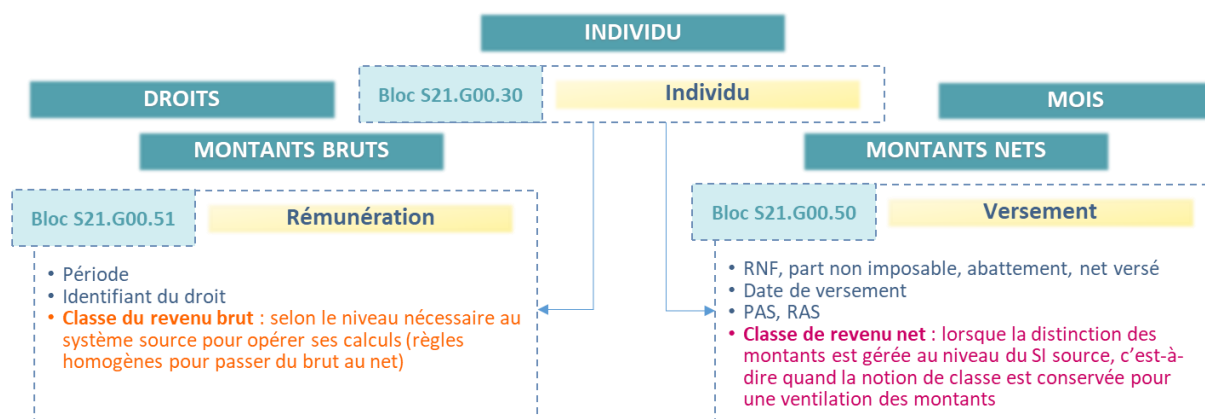 INDIVIDU
Bloc S21.G00.30
Individu
DROITS
MOIS
MONTANTS BRUTS
MONTANTS NETS
Bloc S21.G00.51
Rémunération
• Période
• Identifiant du droit
• Classe du revenu brut : selon le niveau nécessaire au
système source pour opérer ses calculs (règles
homogènes pour passer du brut au net)
Bloc S21.G00.50
Versement
• RNF, part non imposable, abattement, net versé
• Date de versement
• PAS, RAS
• Classe de revenu net : lorsque la distinction des
montants est gérée au niveau du SI source, c’est-à-
dire quand la notion de classe est conservée pour
une ventilation des montants